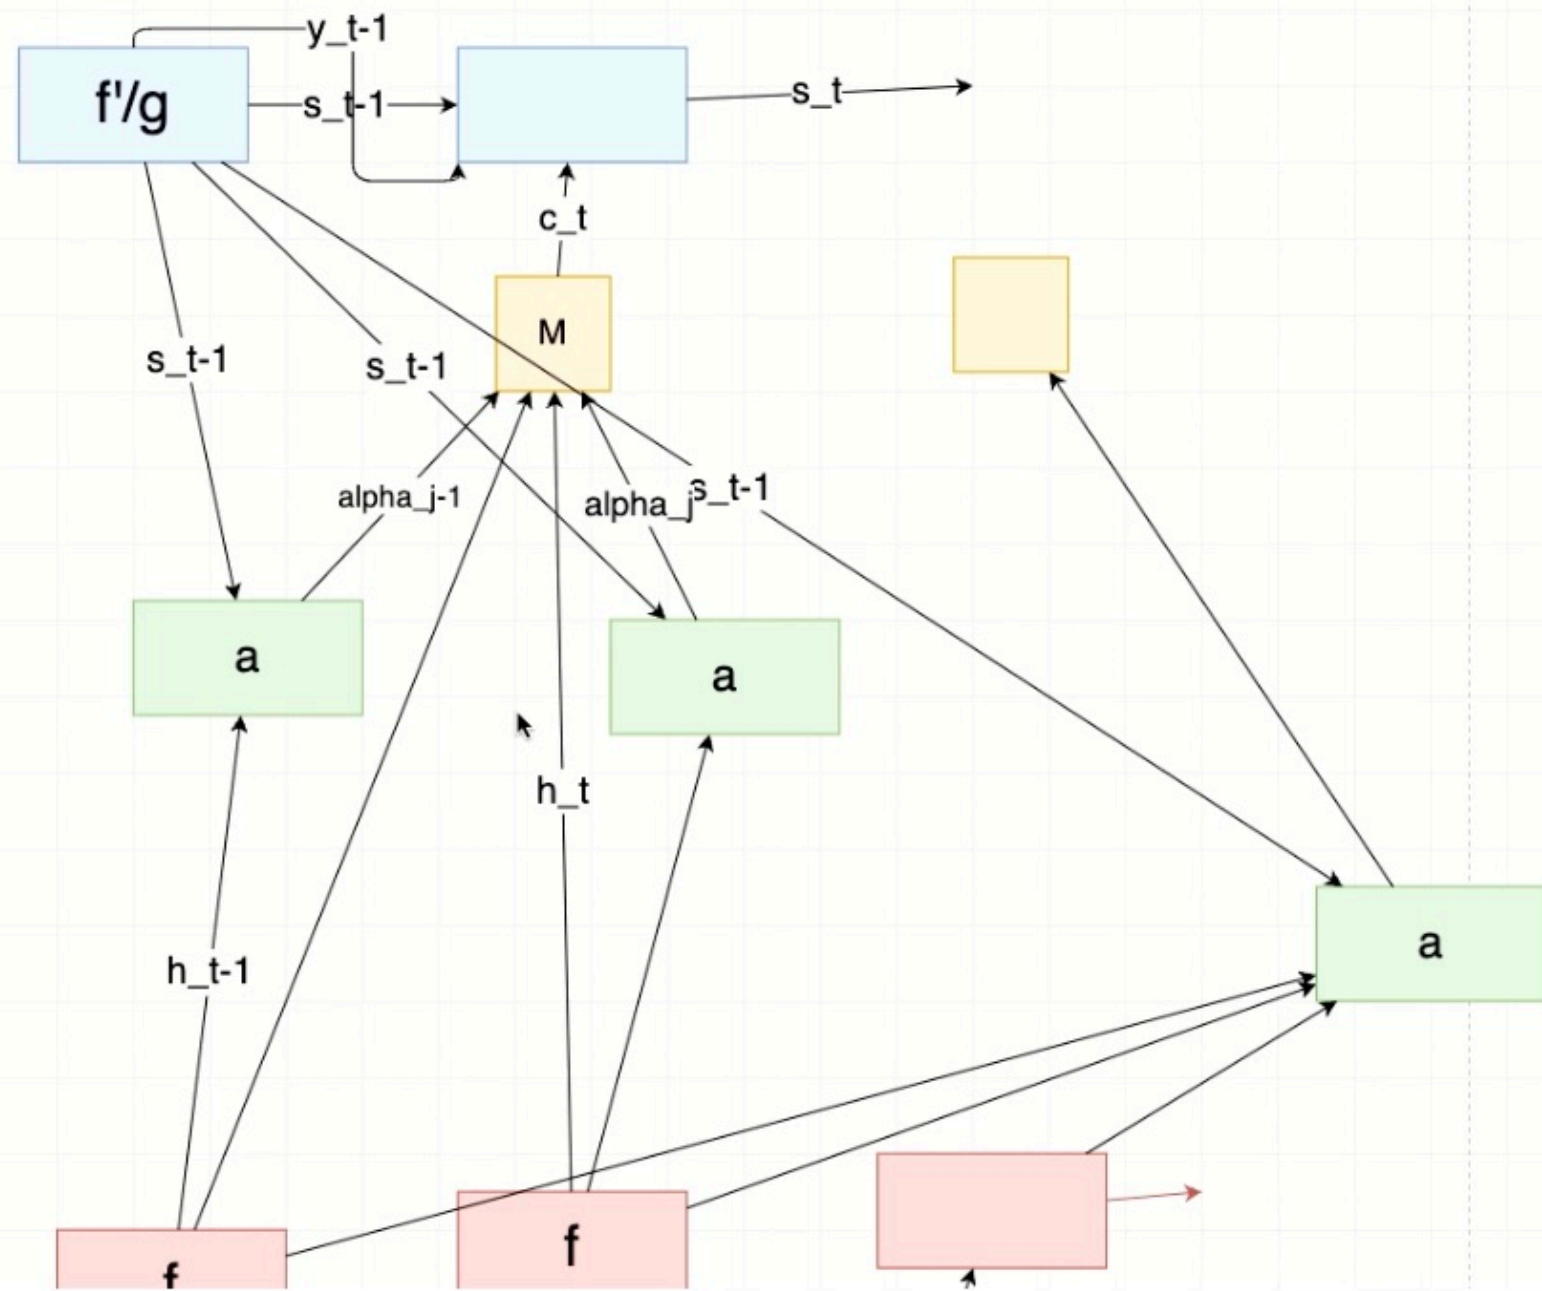 y_t-1
f'/g
s_t-1
s_t
c_t
M
s_t-1
s_t-1
alpha_j-1
alpha_j
s_t-1
a
a
h_t
a
h_t-1
f
f